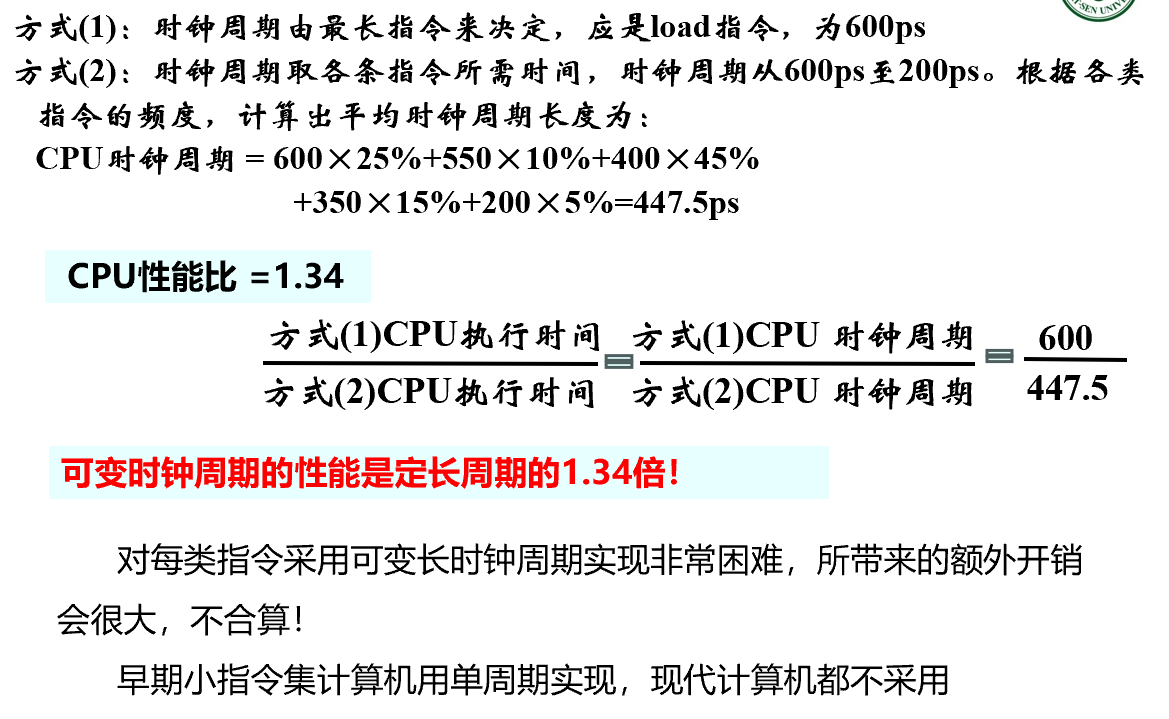 方式(1)：时钟周期由最长指令来决定，应是load指令，为600ps
方式(2)：时钟周期取各条指令所需时间，时钟周期从600ps至200ps。根据各类
指令的频度，计算出平均时钟周期长度为：
CPU时钟周期 = 600×25%+550×10%+400×45%
+350×15%+200×5%=447.5ps
CPU性能比 =1.34
方式(1)CPU执行时间 = 方式(1)CPU 时钟周期 = 600
方式(2)CPU执行时间 方式(2)CPU 时钟周期 447.5
可变时钟周期的性能是定长周期的1.34倍！
对每类指令采用可变长时钟周期实现非常困难，所带来的额外开销
会很大，不合算！
早期小指令集计算机用单周期实现，现代计算机都不采用